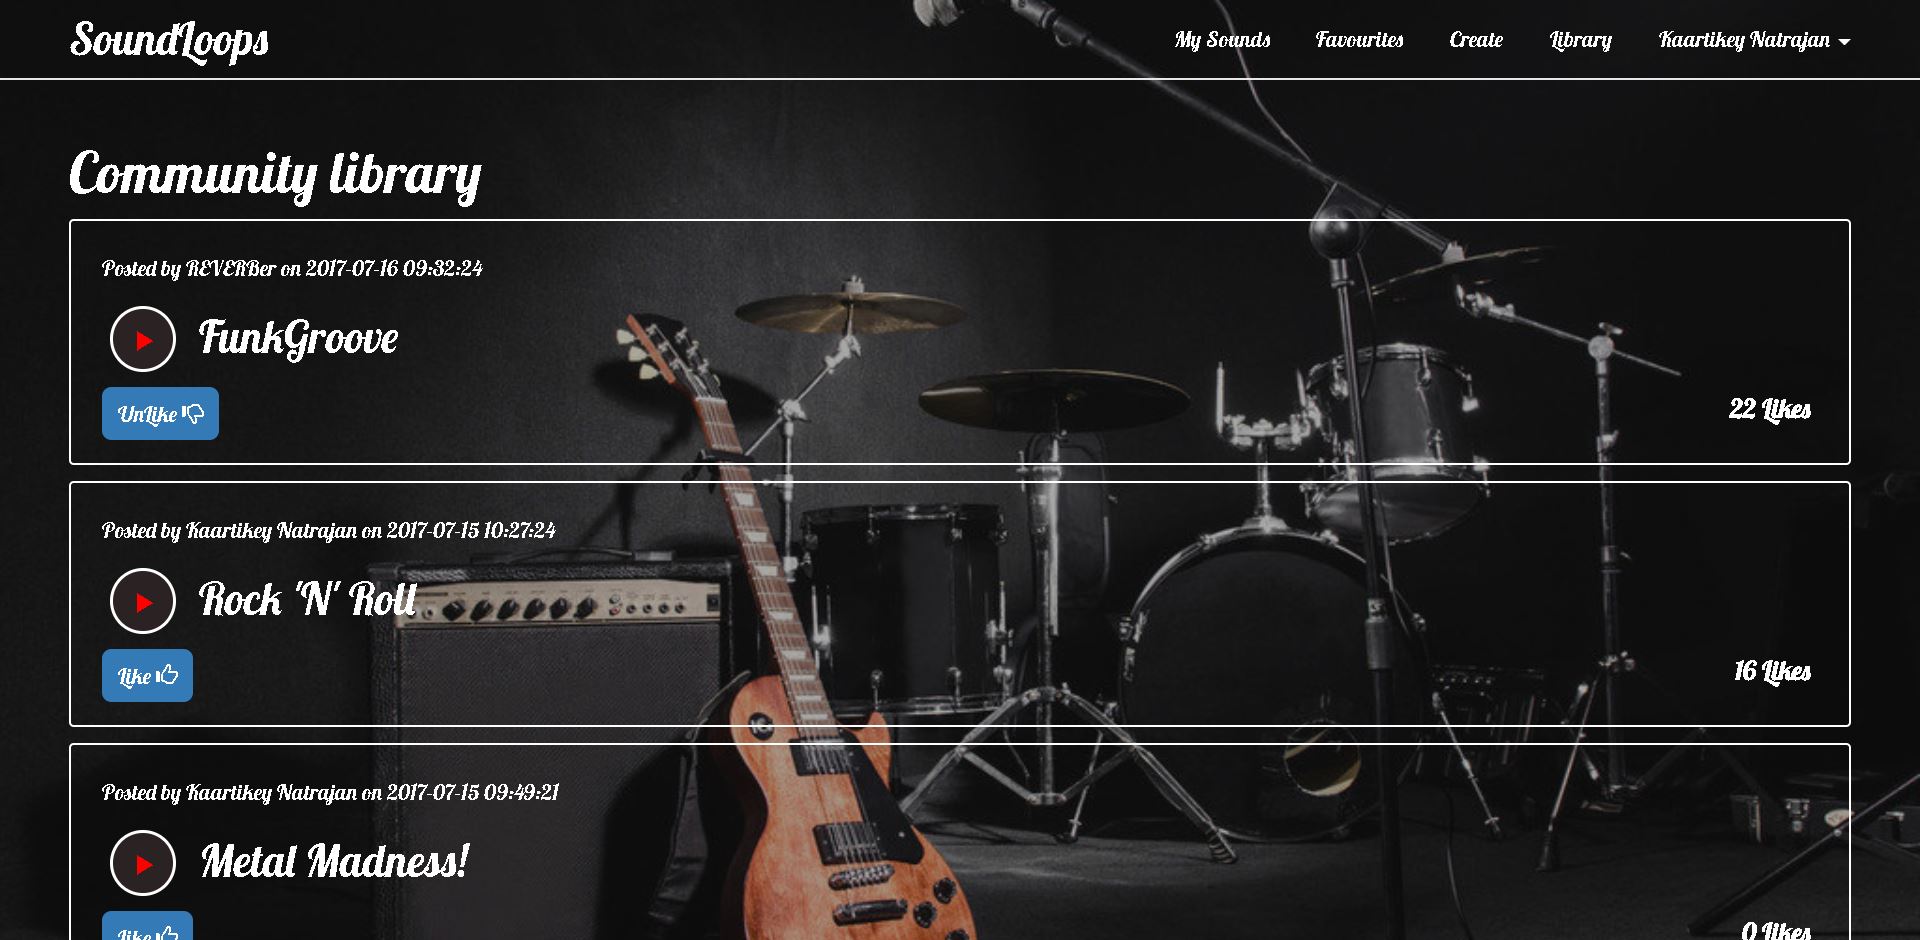 SoundLoops
My Sounds
Favourites
Create
Library
Kaartikey Natrajan
Community library
Posted by REVERBer on 2017-07-16 09:32:24
FunkGroove
UnLike
22 Likes
Posted by Kaartikey Natrajan on 2017-07-15 10:27:24
Rock 'N' Roll
Like
16 Likes
Posted by Kaartikey Natrajan on 2017-07-15 09:49:21
Metal Madness!
Like
0 Likes